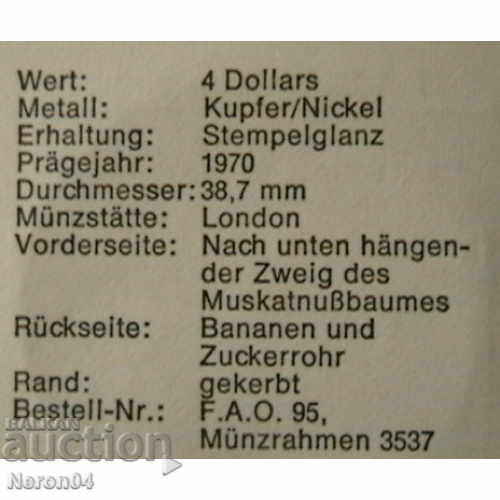 Wert: 4 Dollars
Metall: Kupfer/Nickel
Erhaltung: Stempelglanz
Prägejahr: 1970
Durchmesser: 38,7 mm
Münzstätte: London
Vorderseite: Nach unten hängen-
der Zweig des
Muskatnußbaumes
Rückseite: Bananen und
Zuckerrohr
Rand: gekerbt
Bestell-Nr.: F.A.O. 95,
Münzrahmen 3537
BALKAN
auction
Naron04